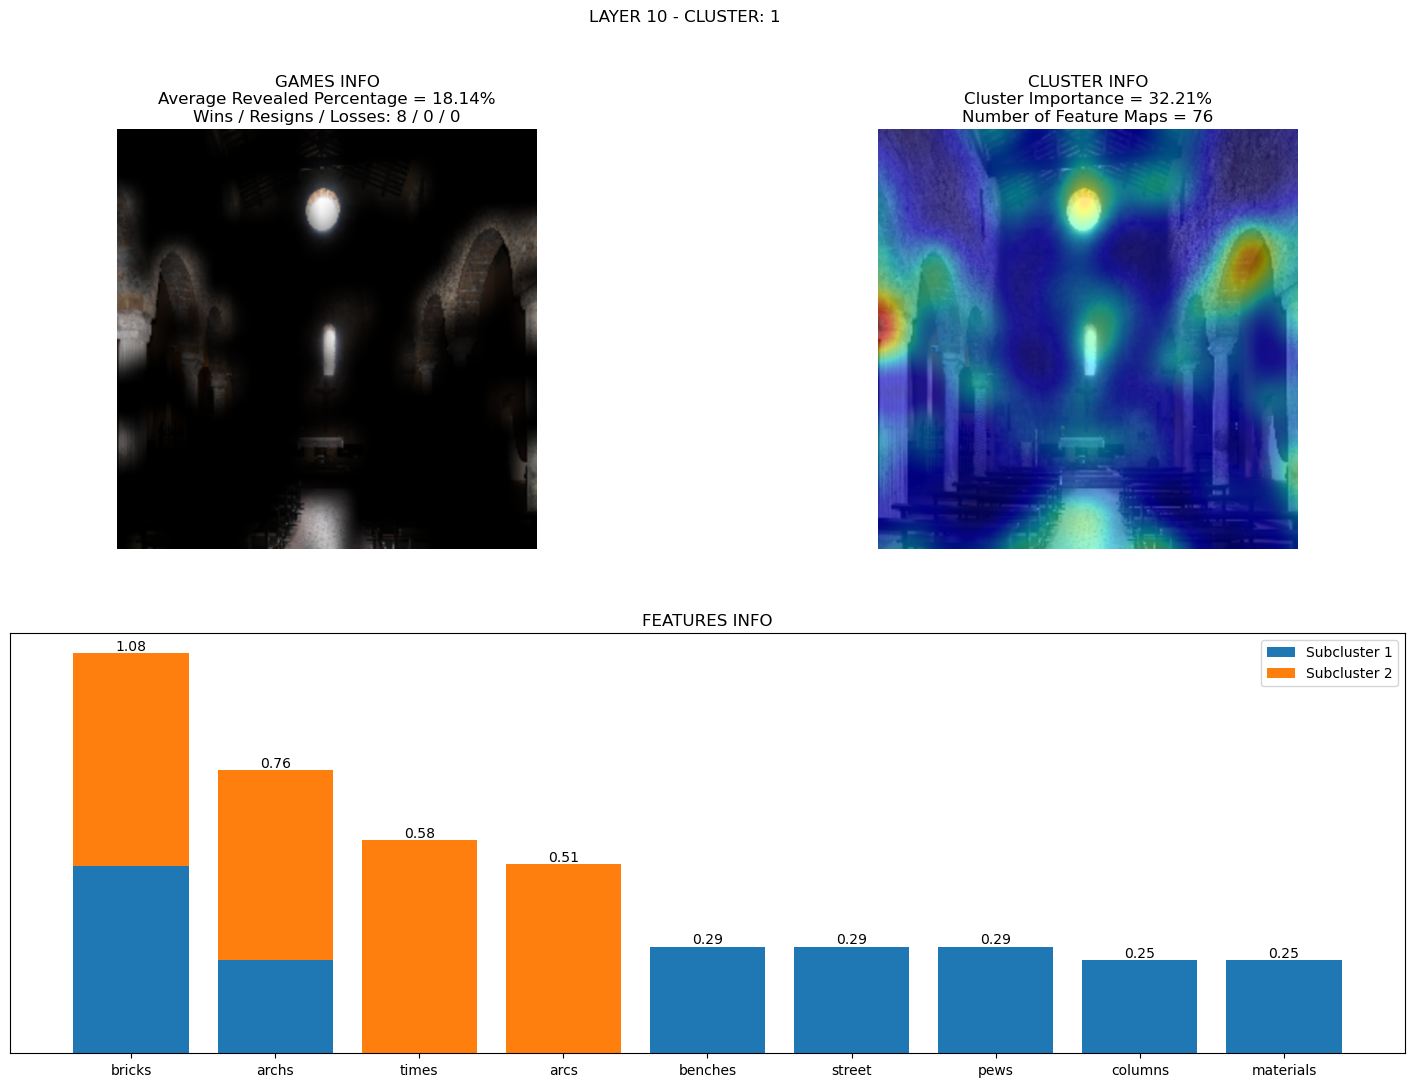 LAYER 10 - CLUSTER: 1
GAMES INFO
Average Revealed Percentage = 18.14%
Wins / Resigns / Losses: 8 / 0 / 0
CLUSTER INFO
Cluster Importance = 32.21%
Number of Feature Maps = 76
FEATURES INFO
Subcluster 1
Subcluster 2
1.08
0.76
0.58
0.51
0.29
0.29
0.29
0.25
0.25
bricks
archs
times
arcs
benches
street
pews
columns
materials